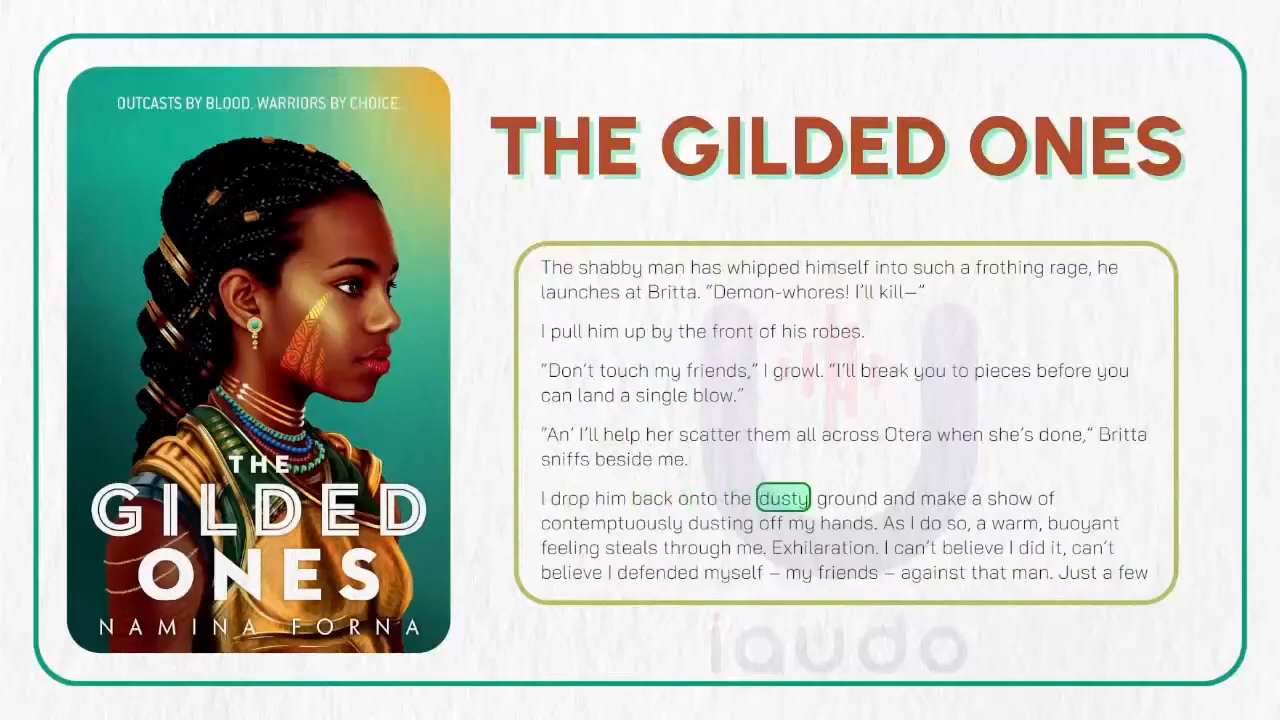 OUTCASTS BY BLOOD. WARRIORS BY CHOICE.
THE
GILDED
ONES
NAMINA FORNA
THE GILDED ONES
The shabby man has whipped himself into such a frothing rage, he
launches at Britta. “Demon-whores! I’ll kill—”
I pull him up by the front of his robes.
“Don’t touch my friends,” I growl. “I’ll break you to pieces before you
can land a single blow.”
“An’ I’ll help her scatter them all across Otera when she’s done,” Britta
sniffs beside me.
I drop him back onto the dusty ground and make a show of
contemptuously dusting off my hands. As I do so, a warm, buoyant
feeling steals through me. Exhilaration. I can’t believe I did it, can’t
believe I defended myself – my friends – against that man. Just a few
iaudo